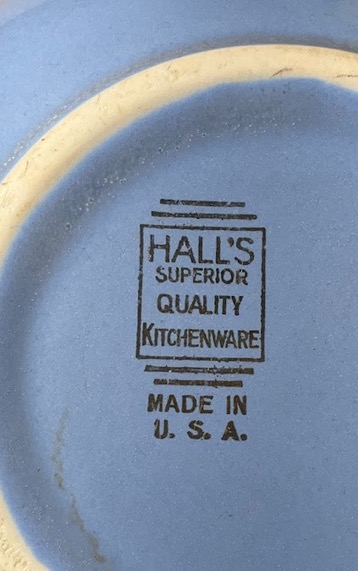 HALL'S
SUPERIOR
QUALITY
KITCHENWARE
MADE IN
U. S. A.